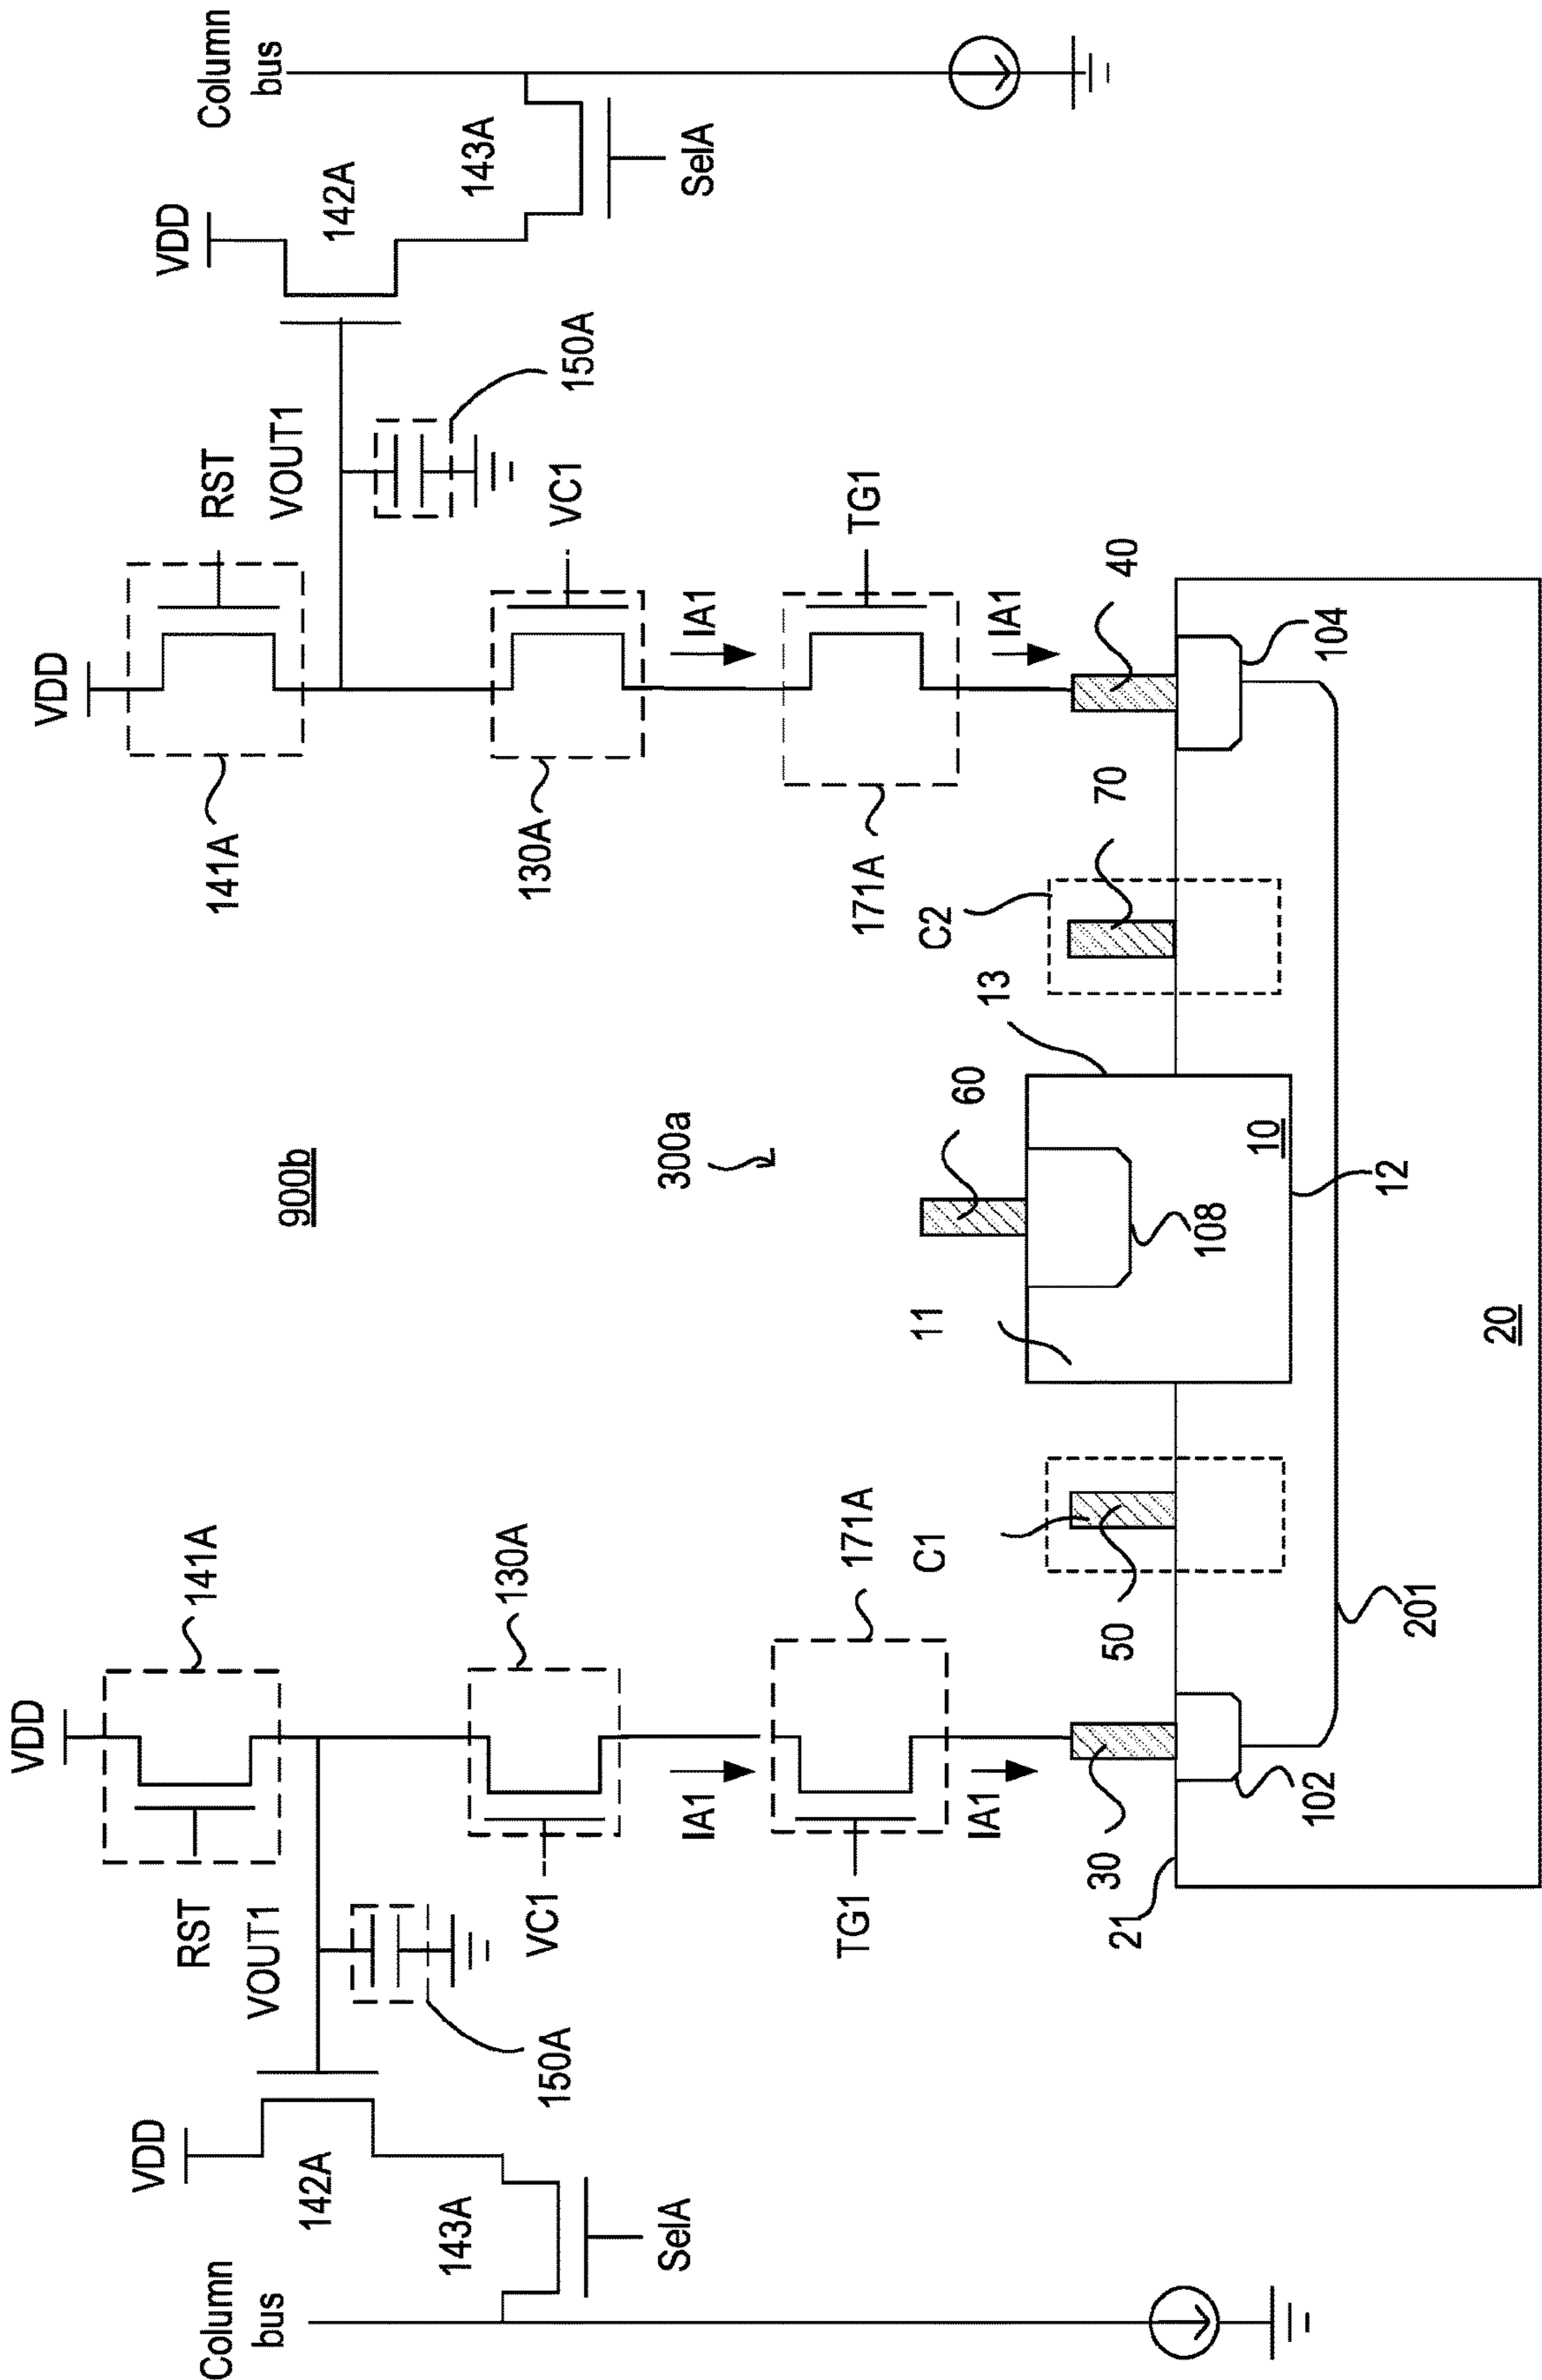 900b
300a
Column
bus
VDD
142A
143A
SelA
150A
VDD
RST
VOUT1
141A
VC1
130A
IA1
TG1
171A
IA1
VDD
141A
RST
VOUT1
150A
VDD
142A
143A
SelA
Column
bus
130A
VC1
IA1
171A
TG1
IA1
21
30
102
50
C1
201
11
60
108
10
12
13
C2
70
40
104
20